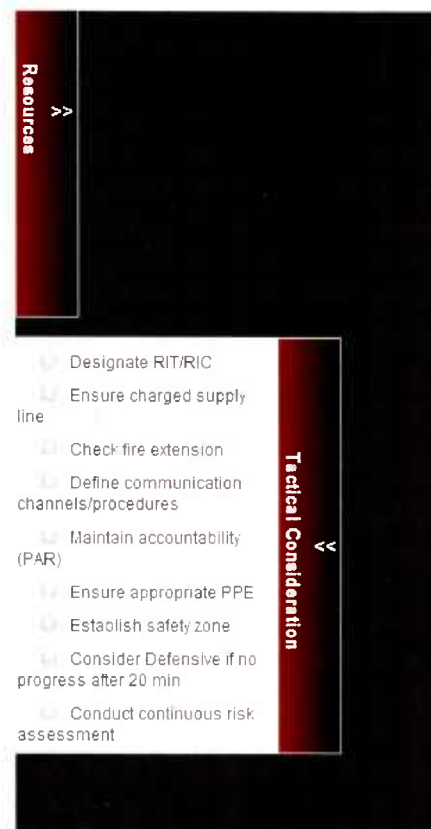 Resources
>>
Designate RIT/RIC
Ensure charged supply
line
Check fire extension
Define communication
channels/procedures
Maintain accountability
(PAR)
Ensure appropriate PPE
Establish safety zone
Consider Defensive if no
progress after 20 min
Conduct continuous risk
assessment
Tactical Consideration
<<